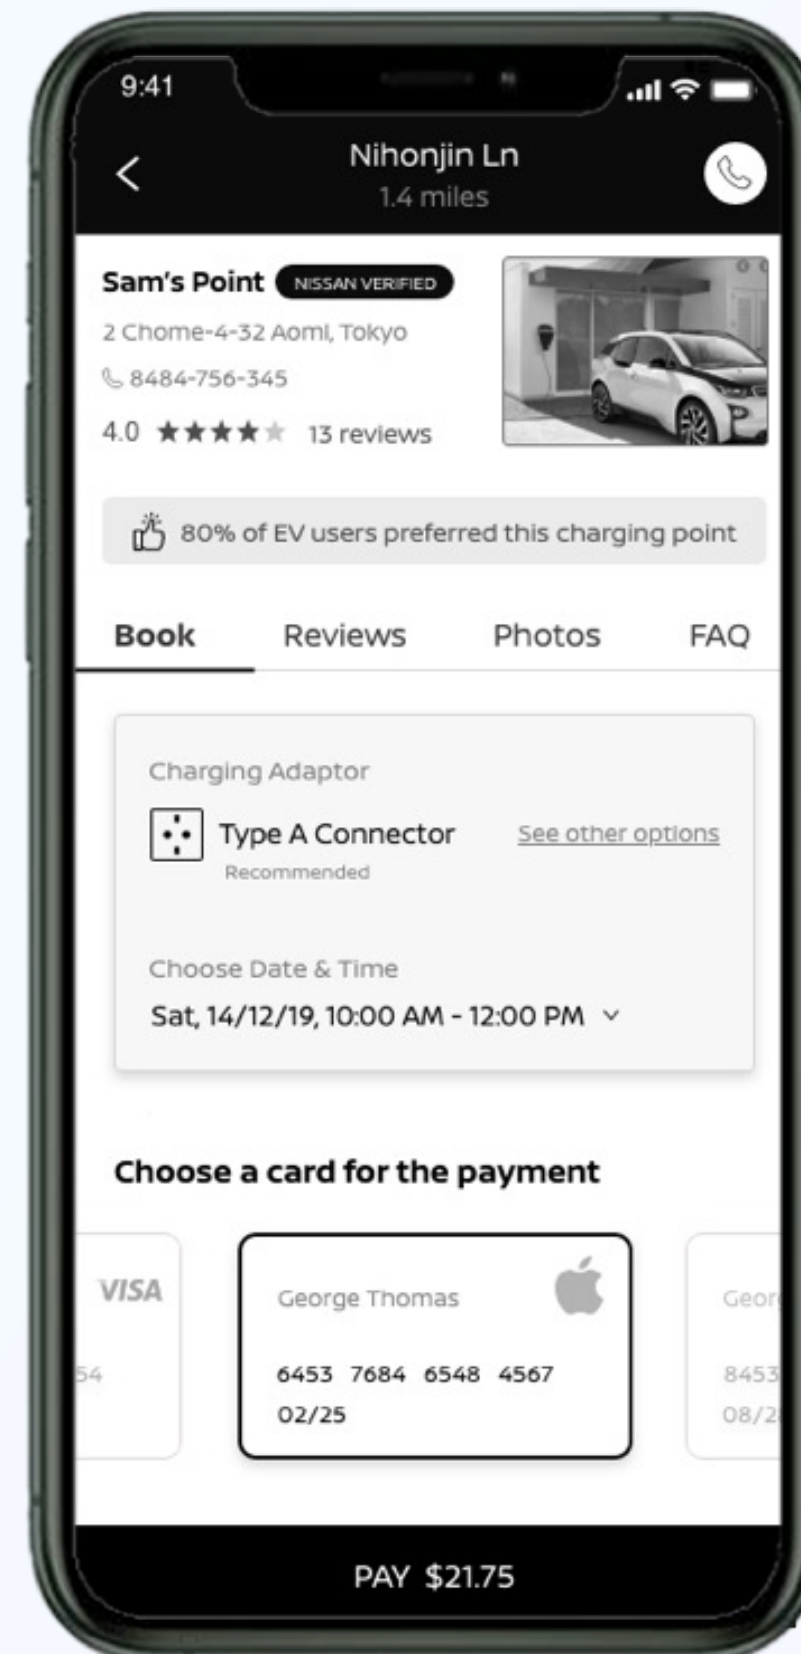 9:41
Nihonjin Ln
1.4 miles
Sam's Point NISSAN VERIFIED
2 Chome-4-32 Aomi, Tokyo
8484-756-345
4.0 13 reviews
80% of EV users preferred this charging point
Book Reviews Photos FAQ
Charging Adaptor
Type A Connector See other options
Recommended
Choose Date & Time
Sat, 14/12/19, 10:00 AM - 12:00 PM
Choose a card for the payment
VISA George Thomas Geor
54 6453 7684 6548 4567 8453
02/25 08/2
PAY $21.75